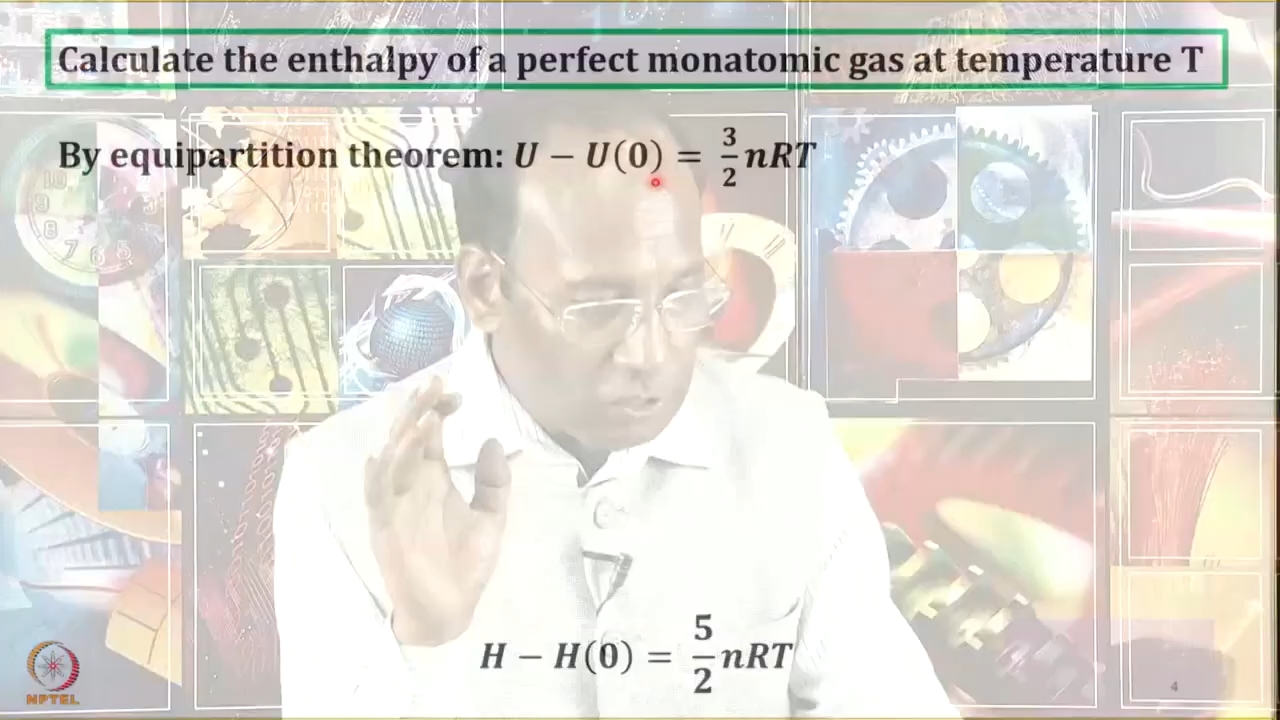 Calculate the enthalpy of a perfect monatomic gas at temperature T
By equipartition theorem: U − U(0) = 3/2 nRT
H − H(0) = 5/2 nRT
NPTEL
4